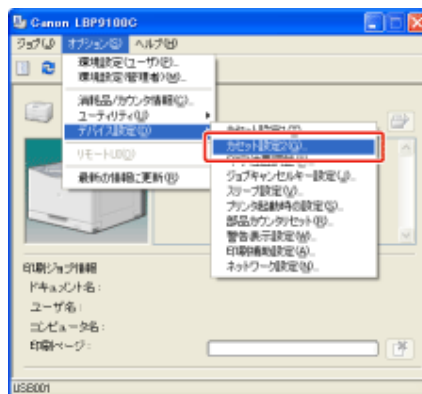 Canon LBP9100C
ジョブ(J) オプション(S) ヘルプ(H)
環境設定(ユーザ)(P)...
環境設定(管理者)(M)...
消耗品/カウンタ情報(C)...
ユーティリティ(U)
デバイス設定(D)
リモートUI(O)
最新の情報に更新(R)
カセット設定2(G)...
ジョブキャンセルキー設定(J)...
スリープ設定(V)...
プリンタ起動時の設定(S)...
部品カウンタリセット(R)...
警告表示設定(W)...
印刷補助設定(A)...
ネットワーク設定(N)...
印刷ジョブ情報
ドキュメント名:
ユーザ名:
コンピュータ名:
印刷ページ:
USB001